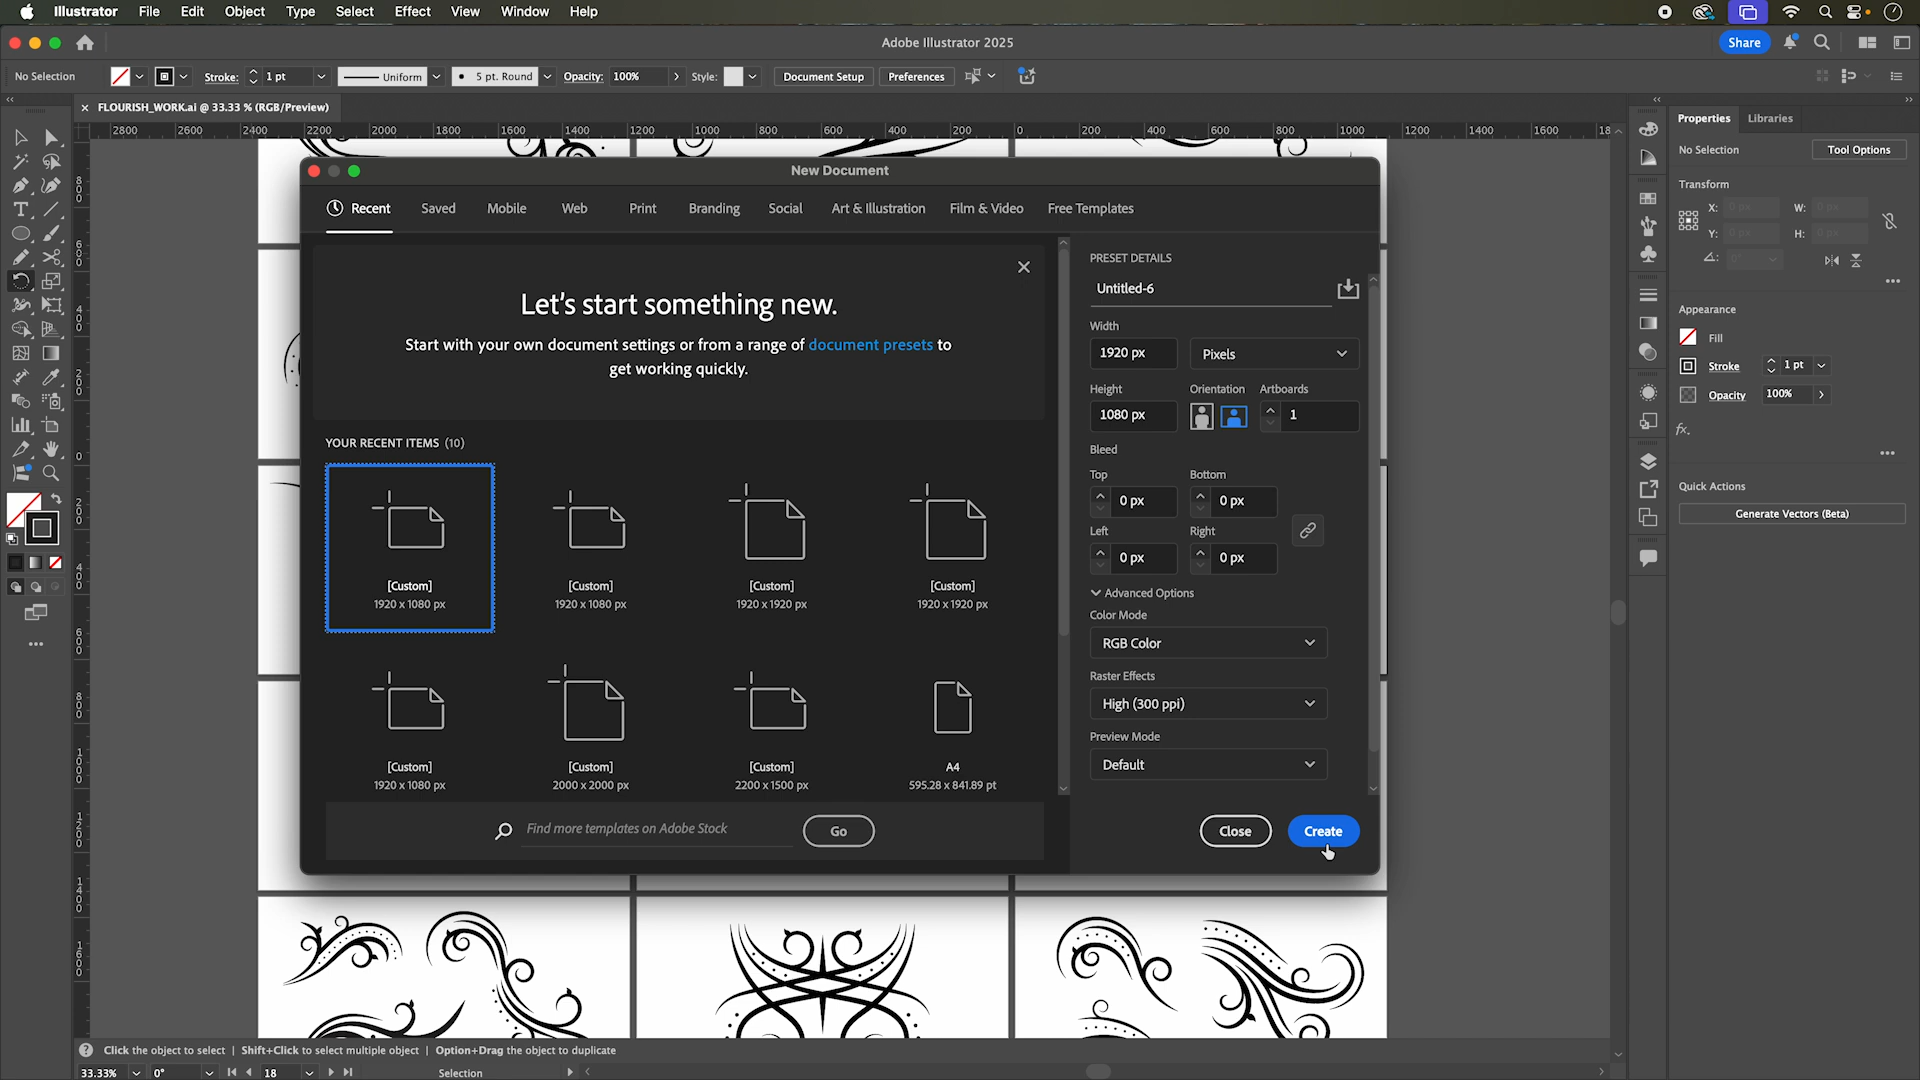 Illustrator File Edit Object Type Select Effect View Window Help
Adobe Illustrator 2025
Share
No Selection
Stroke: 1 pt
Uniform
5 pt. Round
Opacity: 100%
Style:
Document Setup
Preferences
FLOURISH_WORK.ai @ 33.33 % (RGB/Preview)
2800 2600 2400 2200 2000 1800 1600 1400 1200 1000 800 600 400 200 0 200 400 600 800 1000 1200 1400 1600
New Document
Recent Saved Mobile Web Print Branding Social Art & Illustration Film & Video Free Templates
Let's start something new.
Start with your own document settings or from a range of document presets to
get working quickly.
YOUR RECENT ITEMS (10)
[Custom]
1920 x 1080 px
[Custom]
1920 x 1080 px
[Custom]
1920 x 1920 px
[Custom]
1920 x 1920 px
[Custom]
1920 x 1080 px
[Custom]
2000 x 2000 px
[Custom]
2200 x 1500 px
A4
595.28 x 841.89 pt
Find more templates on Adobe Stock
Go
PRESET DETAILS
Untitled-6
Width
1920 px
Pixels
Height Orientation Artboards
1080 px
1
Bleed
Top Bottom
0 px 0 px
Left Right
0 px 0 px
Advanced Options
Color Mode
RGB Color
Raster Effects
High (300 ppi)
Preview Mode
Default
Close
Create
Properties Libraries
No Selection
Tool Options
Transform
X: 0 px W: 0 px
Y: 0 px H: 0 px
0°
Appearance
Fill
Stroke 1 pt
Opacity 100%
fx.
Quick Actions
Generate Vectors (Beta)
Click the object to select | Shift+Click to select multiple object | Option+Drag the object to duplicate
33.33% 0° 18 Selection